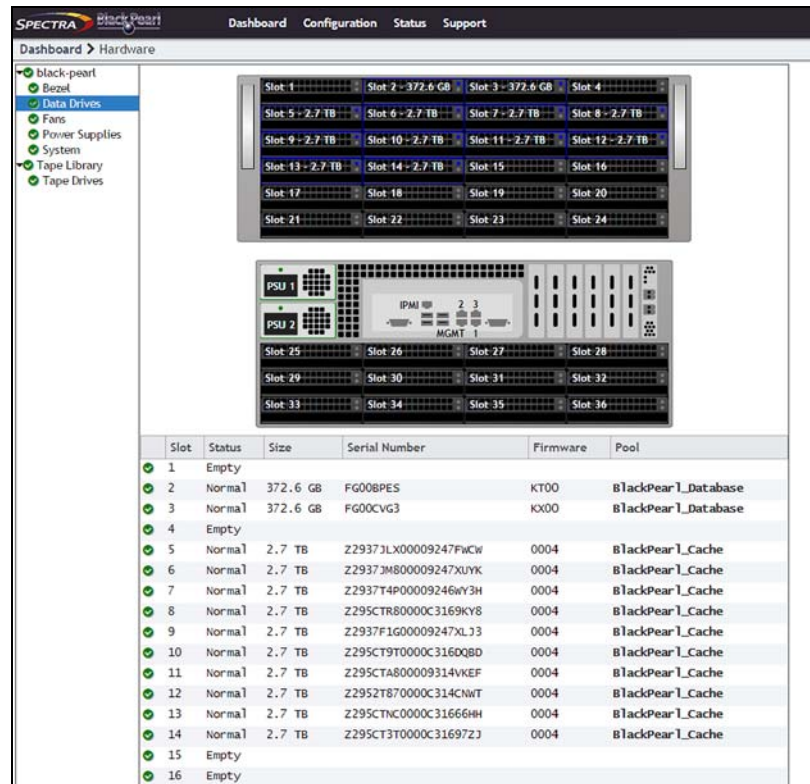 SPECTRA BlackPearl Dashboard Configuration Status Support
Dashboard > Hardware
black-pearl
Bezel
Data Drives
Fans
Power Supplies
System
Tape Library
Tape Drives
Slot 1 Slot 2 - 372.6 GB Slot 3 - 372.6 GB Slot 4
Slot 5 - 2.7 TB Slot 6 - 2.7 TB Slot 7 - 2.7 TB Slot 8 - 2.7 TB
Slot 9 - 2.7 TB Slot 10 - 2.7 TB Slot 11 - 2.7 TB Slot 12 - 2.7 TB
Slot 13 - 2.7 TB Slot 14 - 2.7 TB Slot 15 Slot 16
Slot 17 Slot 18 Slot 19 Slot 20
Slot 21 Slot 22 Slot 23 Slot 24
PSU 1
IPMI 2 3
PSU 2
MGMT 1
Slot 25 Slot 26 Slot 27 Slot 28
Slot 29 Slot 30 Slot 31 Slot 32
Slot 33 Slot 34 Slot 35 Slot 36
Slot Status Size Serial Number Firmware Pool
1 Empty
2 Normal 372.6 GB FG00BPES KT00 BlackPearl_Database
3 Normal 372.6 GB FG00CVG3 KX00 BlackPearl_Database
4 Empty
5 Normal 2.7 TB Z2937JLX00009247FWCW 0004 BlackPearl_Cache
6 Normal 2.7 TB Z2937JM800009247XUYK 0004 BlackPearl_Cache
7 Normal 2.7 TB Z2937T4P00009246WY3H 0004 BlackPearl_Cache
8 Normal 2.7 TB Z295CTR80000C3169KY8 0004 BlackPearl_Cache
9 Normal 2.7 TB Z2937F1G00009247XLJ3 0004 BlackPearl_Cache
10 Normal 2.7 TB Z295CT9T0000C316DQBD 0004 BlackPearl_Cache
11 Normal 2.7 TB Z295CTA800009314VKEF 0004 BlackPearl_Cache
12 Normal 2.7 TB Z2952T870000C314CNWT 0004 BlackPearl_Cache
13 Normal 2.7 TB Z295CTNC0000C31666HH 0004 BlackPearl_Cache
14 Normal 2.7 TB Z295CT3T0000C31697ZJ 0004 BlackPearl_Cache
15 Empty
16 Empty